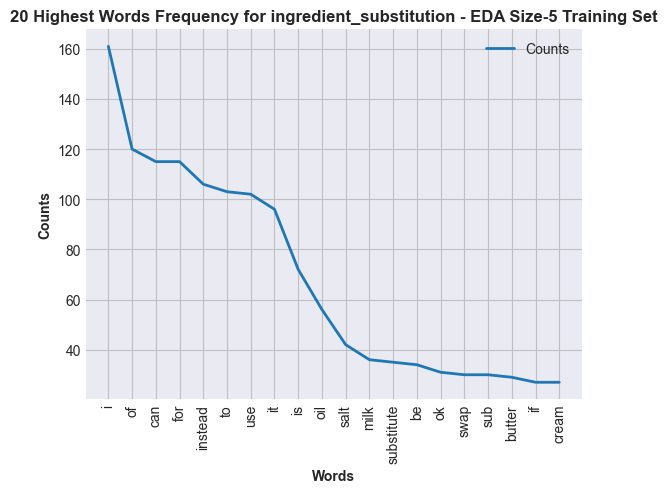 20 Highest Words Frequency for ingredient_substitution - EDA Size-5 Training Set
Counts
160
140
120
100
80
60
40
Counts
i
of
can
for
instead
to
use
it
is
oil
salt
milk
substitute
be
ok
swap
sub
butter
if
cream
Words